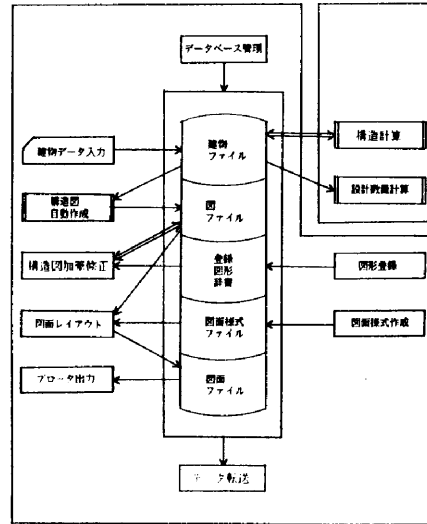 データベース管理
建物データ入力
建物
ファイル
構造計算
設計数量計算
構造図
自動作成
図
ファイル
構造図加筆修正
登録
図形
辞書
図形登録
図面レイアウト
図面様式
ファイル
図面様式作成
プロータ出力
図面
ファイル
データ転送